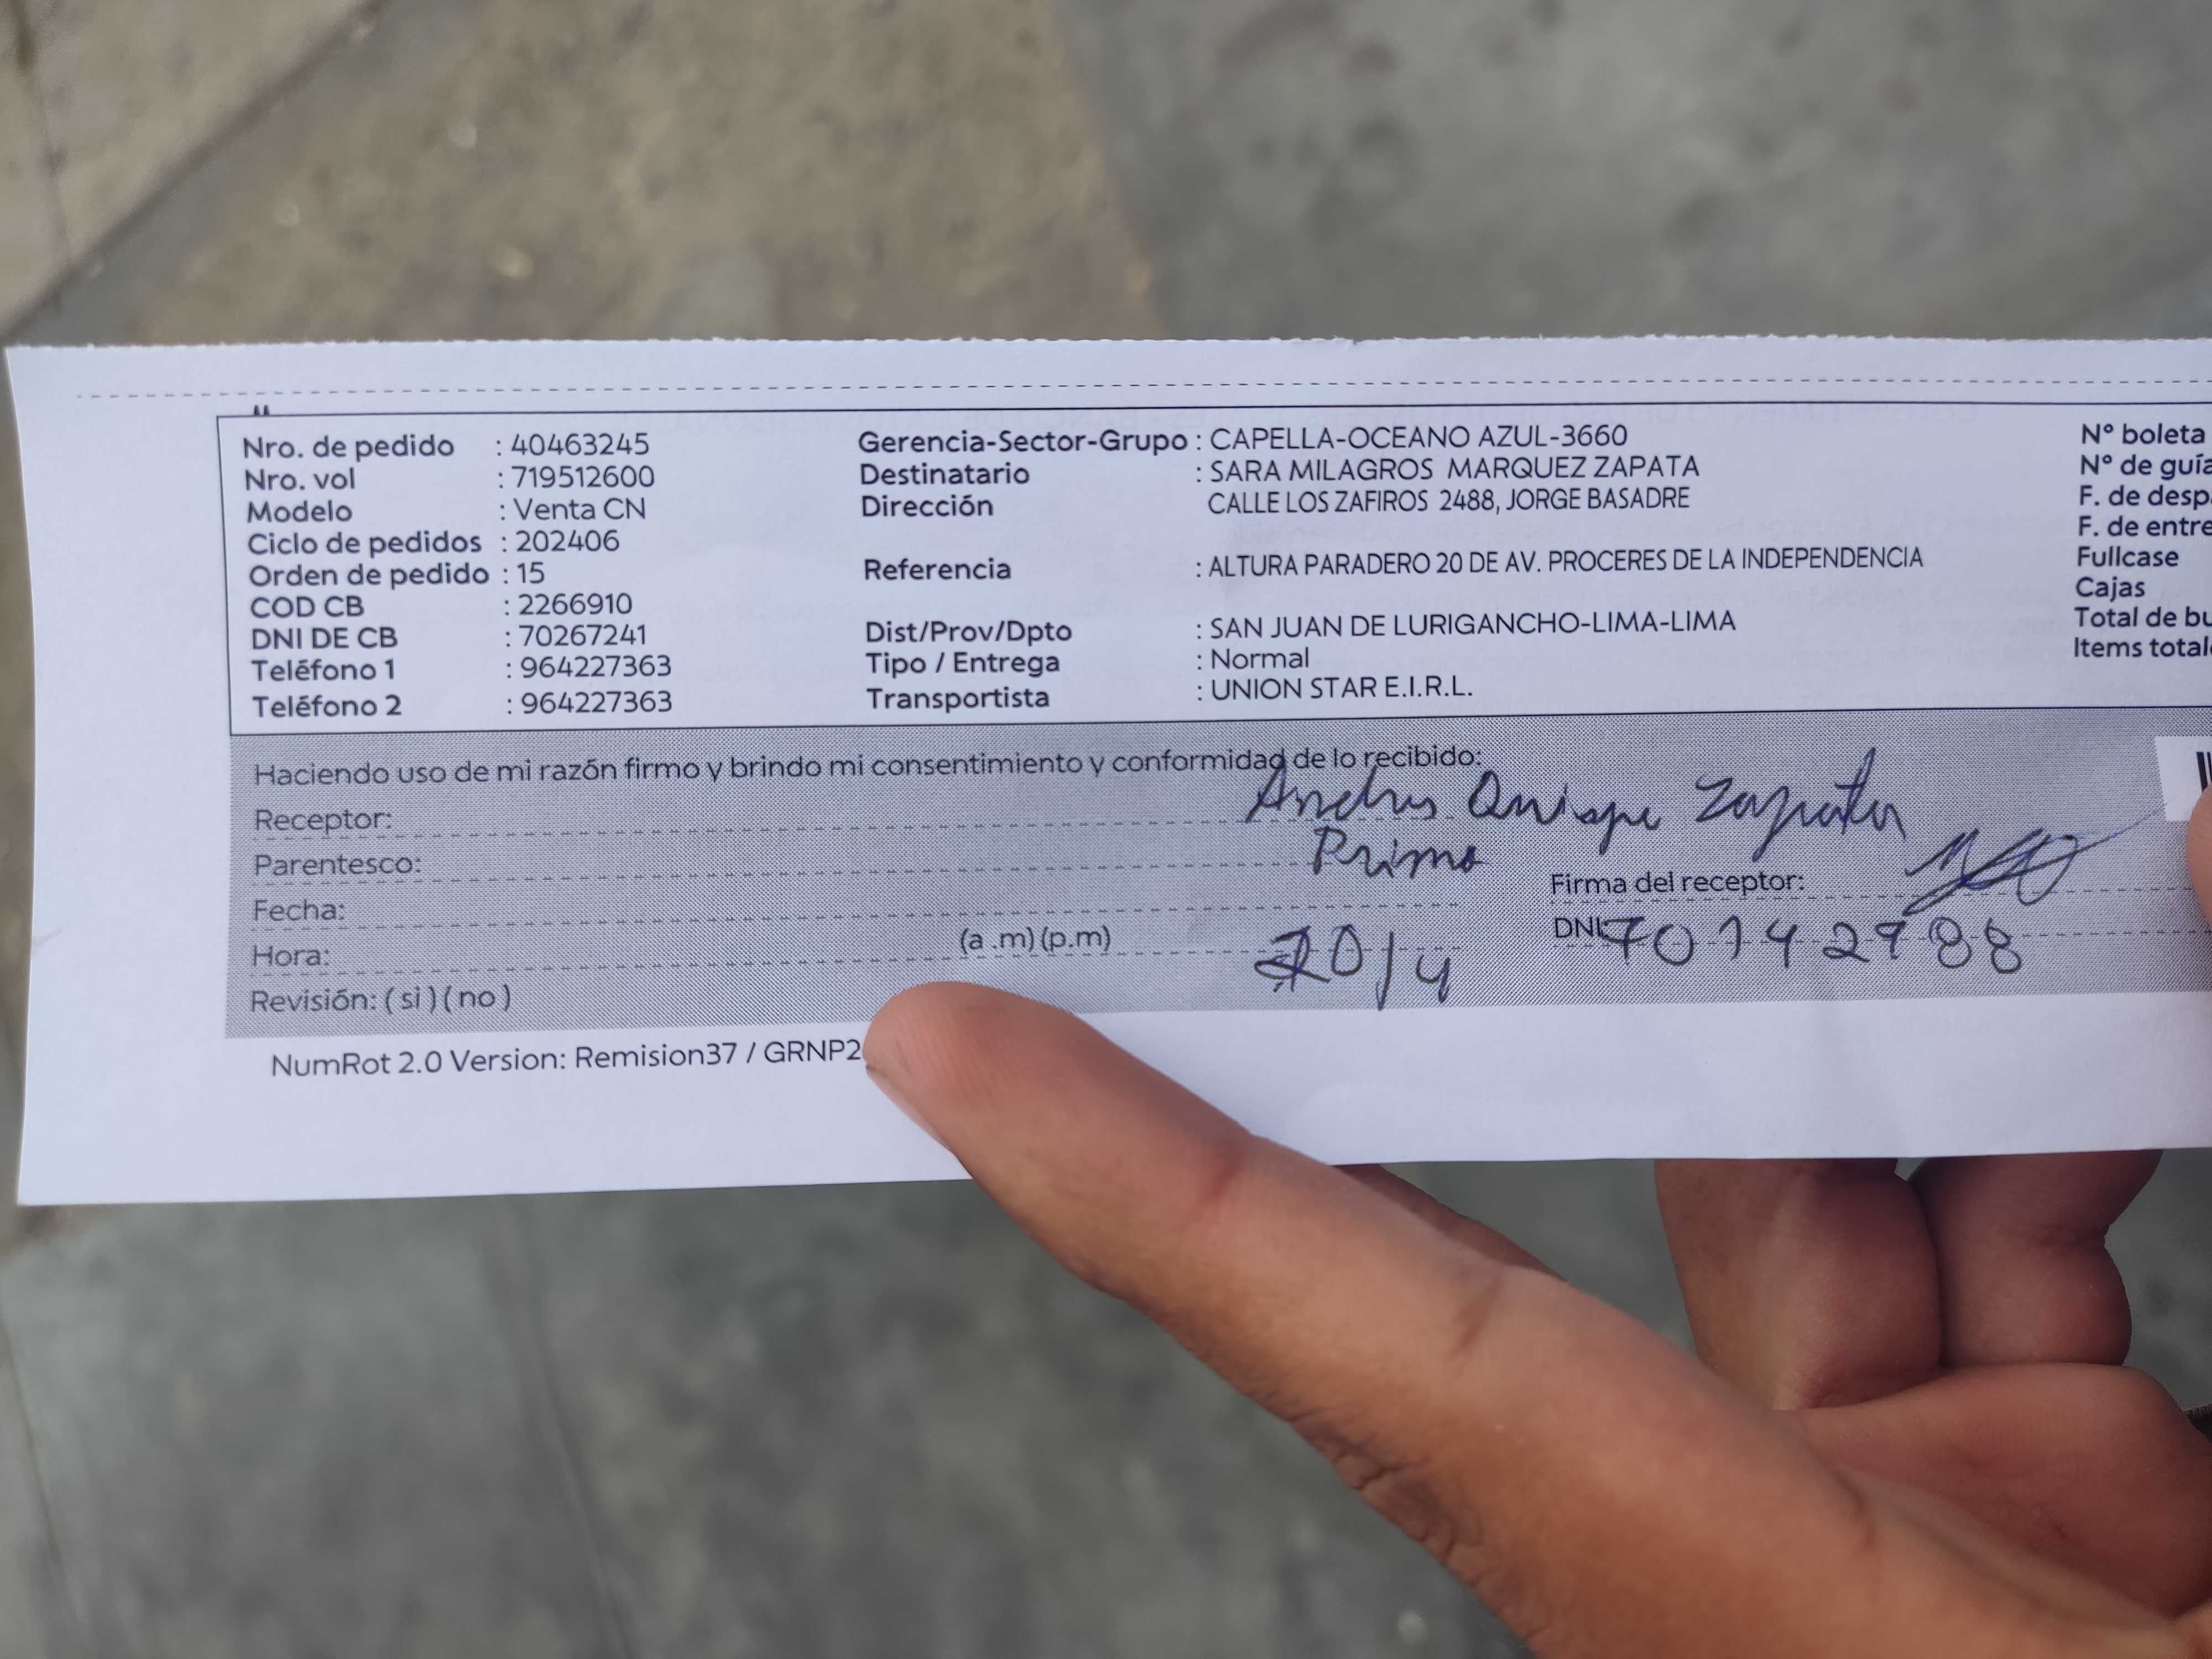 Nro. de pedido : 40463245
Nro. vol : 719512600
Modelo : Venta CN
Ciclo de pedidos : 202406
Orden de pedido : 15
COD CB : 2266910
DNI DE CB : 70267241
Teléfono 1 : 964227363
Teléfono 2 : 964227363
Gerencia-Sector-Grupo : CAPELLA-OCEANO AZUL-3660
Destinatario : SARA MILAGROS MARQUEZ ZAPATA
Dirección CALLE LOS ZAFIROS 2488, JORGE BASADRE
Referencia : ALTURA PARADERO 20 DE AV. PROCERES DE LA INDEPENDENCIA
Dist/Prov/Dpto : SAN JUAN DE LURIGANCHO-LIMA-LIMA
Tipo / Entrega : Normal
Transportista : UNION STAR E.I.R.L.
N° boleta
N° de guía
F. de desp
F. de entre
Fullcase
Cajas
Total de bu
Items total
Haciendo uso de mi razón firmo y brindo mi consentimiento y conformidad de lo recibido:
Receptor: Andres Quispe Zapata
Parentesco: Primo
Firma del receptor:
Fecha:
DNI:
Hora: (a .m) (p.m) 20/4
Revisión: ( si ) ( no )
NumRot 2.0 Version: Remision37 / GRNP2